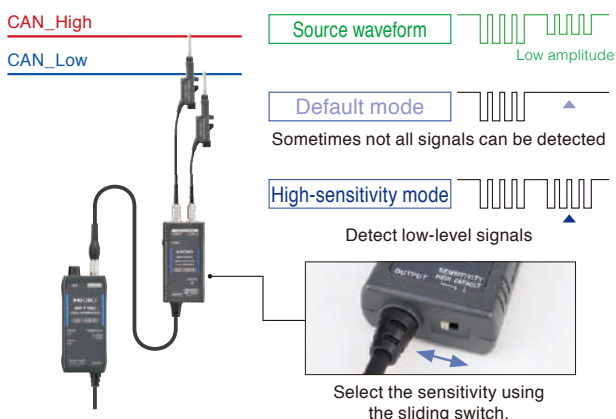 CAN_High
CAN_Low
Source waveform
Low amplitude
Default mode
Sometimes not all signals can be detected
High-sensitivity mode
Detect low-level signals
HIOKI
HIOKI
OUTPUT
SENSITIVITY
HIGH DEFAULT
Select the sensitivity using
the sliding switch.